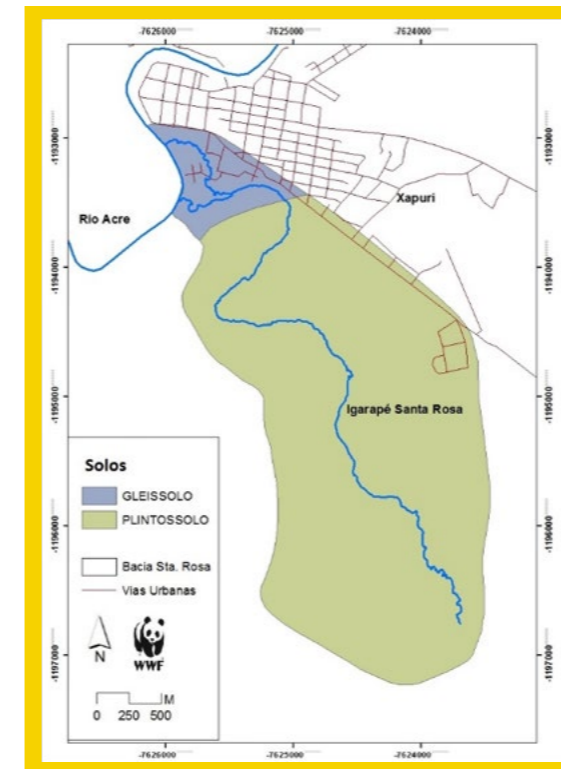 -7626000 -7625000 -7624000
-1193000 -1193000
Xapuri
Rio Acre
-1194000 -1194000
-1195000 -1195000
Igarapé Santa Rosa
Solos
GLEISSOLO
PLINTOSSOLO
-1196000 -1196000
Bacia Sta. Rosa
Vias Urbanas
N
WWF
-1197000 -1197000
M
0 250 500
-7626000 -7625000 -7624000